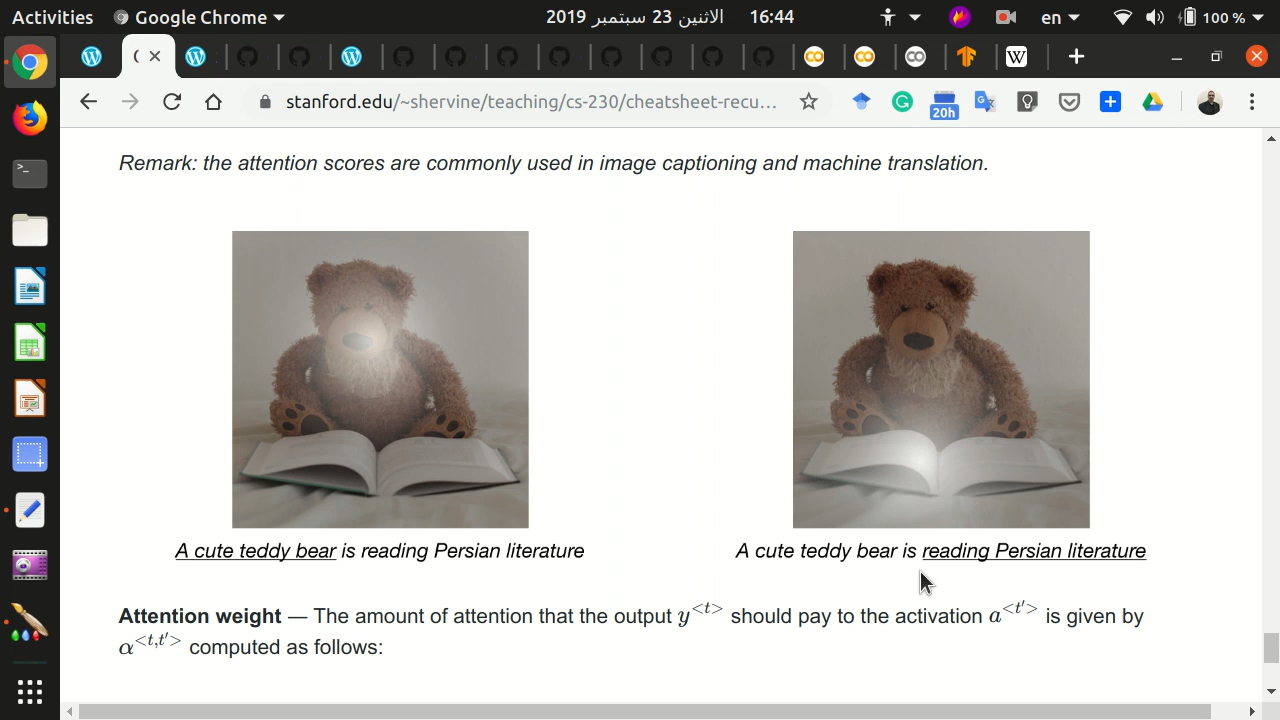 Activities Google Chrome 2019 الاثنين 23 سبتمبر 16:44 en 100 %
stanford.edu/~shervine/teaching/cs-230/cheatsheet-recu... 20h
Remark: the attention scores are commonly used in image captioning and machine translation.
A cute teddy bear is reading Persian literature
A cute teddy bear is reading Persian literature
Attention weight — The amount of attention that the output y<t> should pay to the activation a<t′> is given by
α<t,t′> computed as follows: